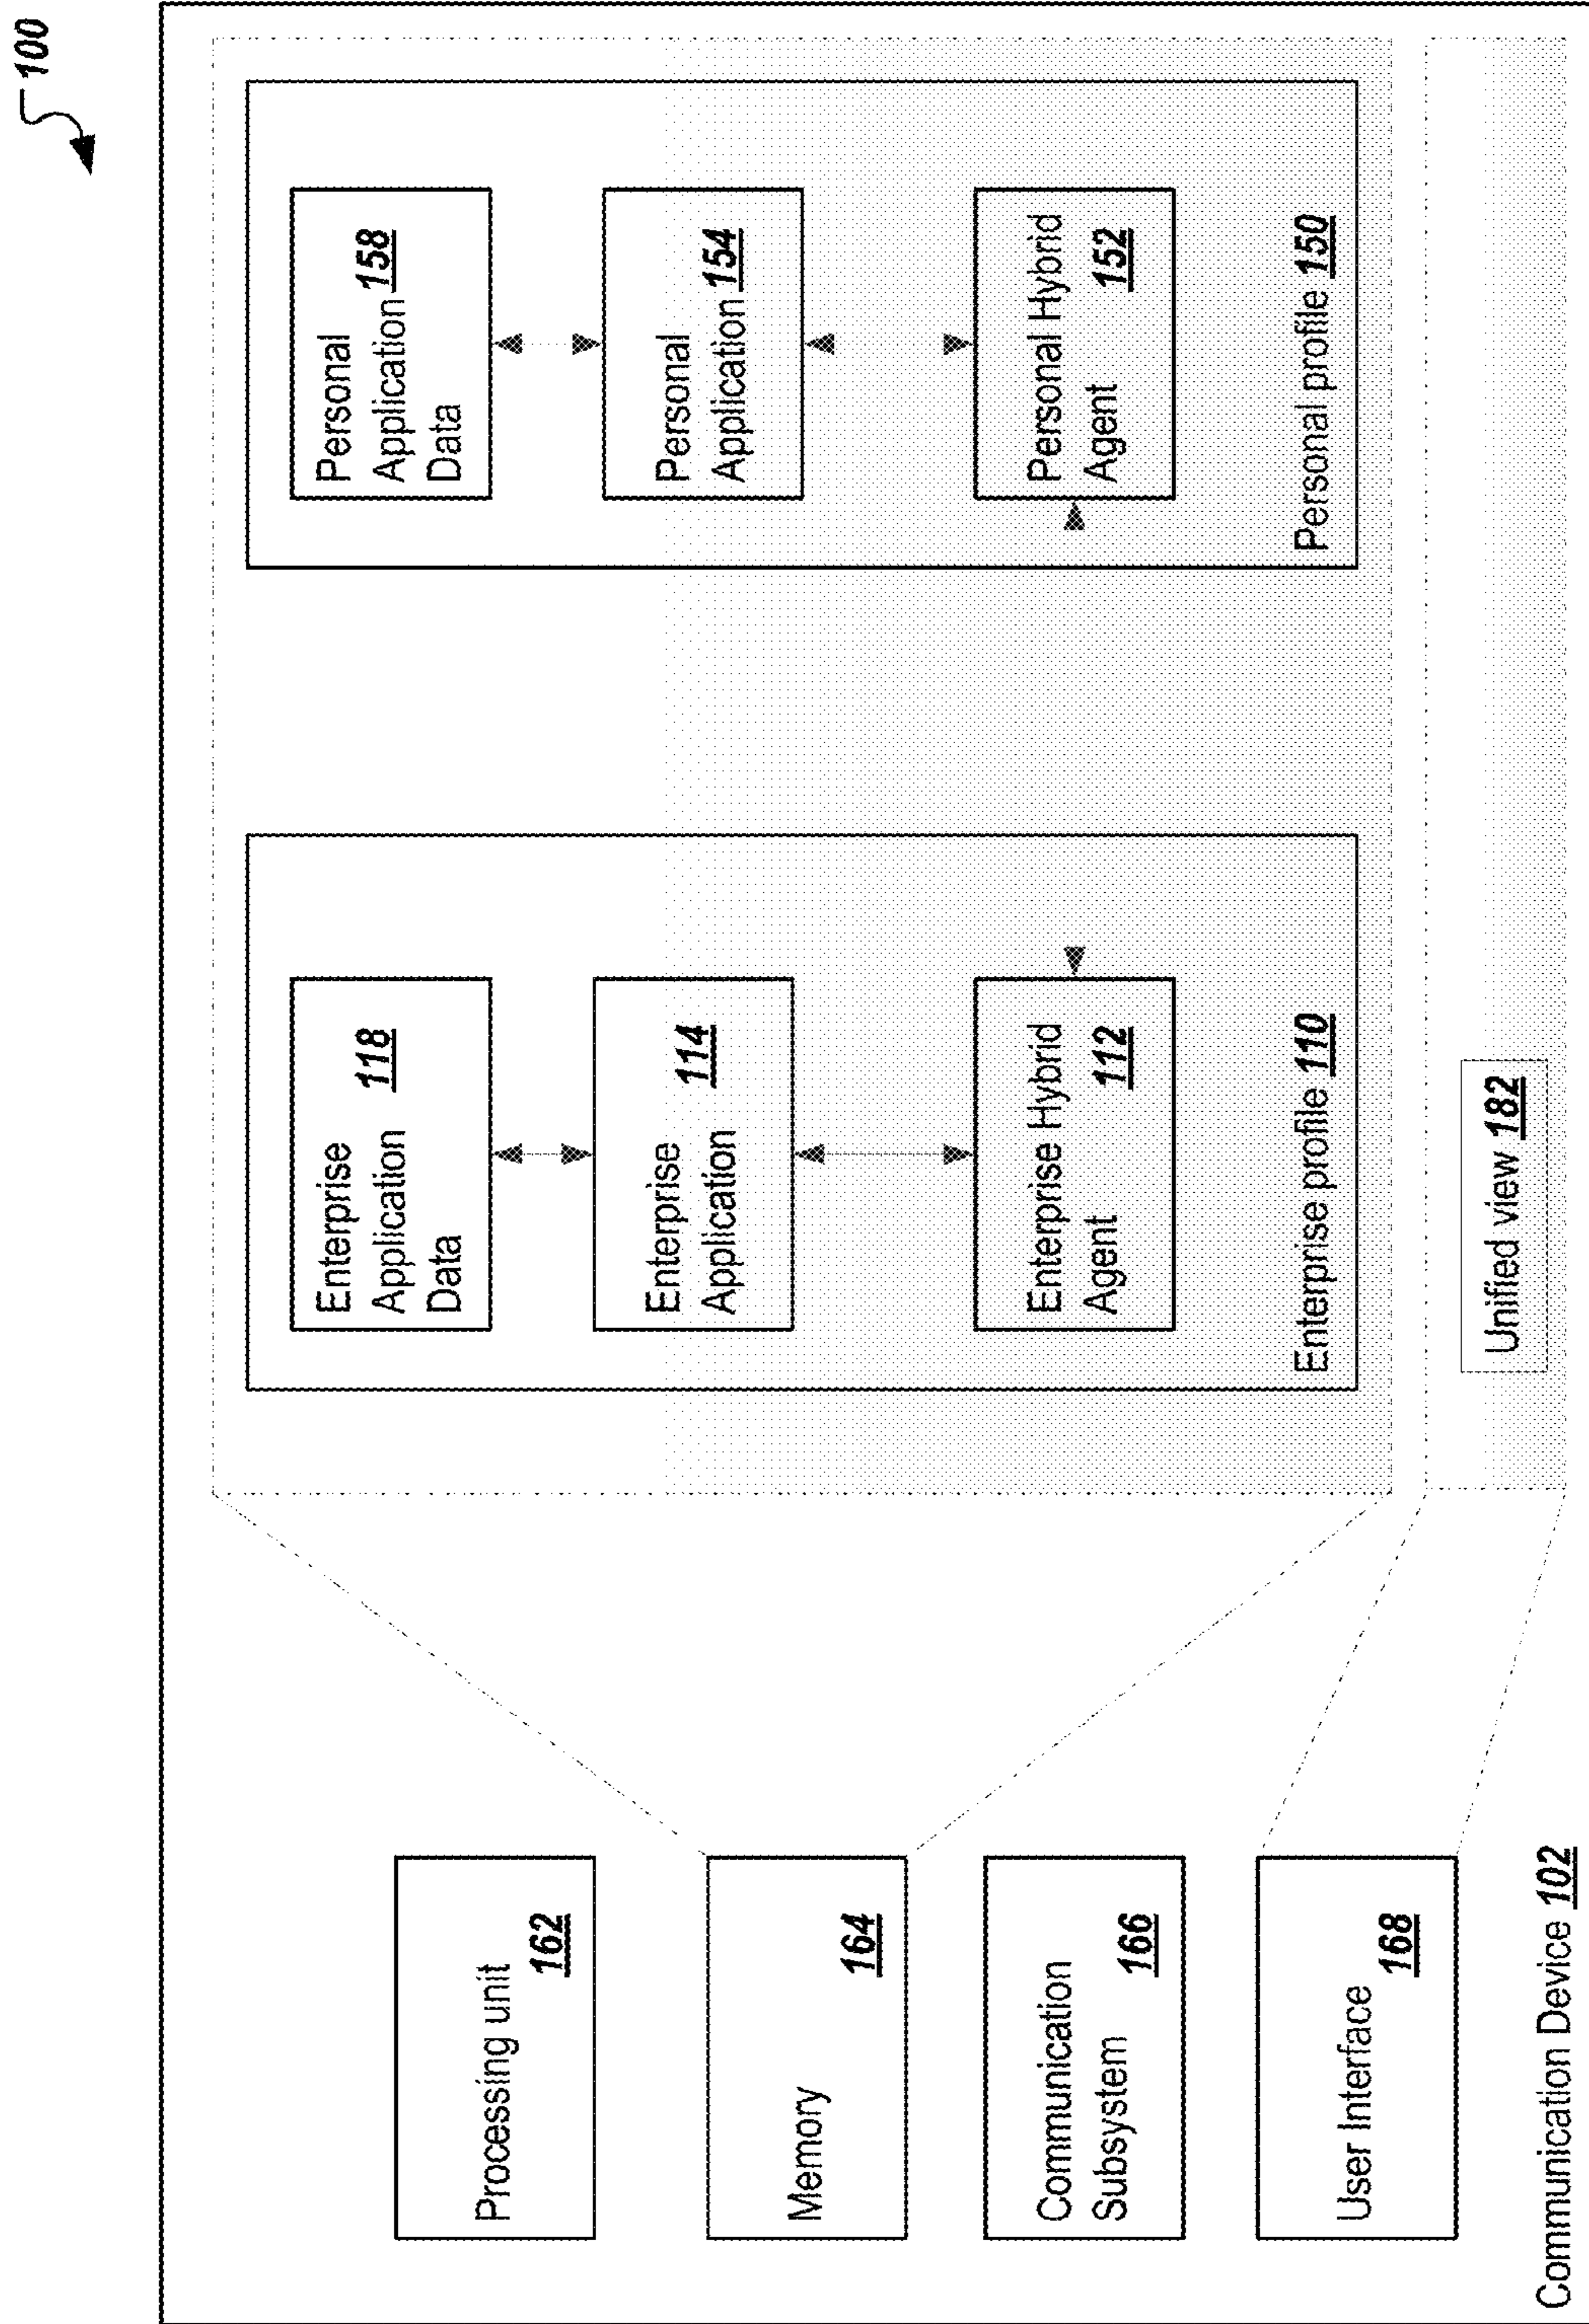 100
Processing unit
162
Memory
164
Communication
Subsystem
166
User Interface
168
Communication Device 102
Enterprise
Application 118
Data
Enterprise
Application 114
Enterprise Hybrid
Agent 112
Enterprise profile 110
Personal
Application 158
Data
Personal
Application 154
Personal Hybrid
Agent 152
Personal profile 150
Unified view 182